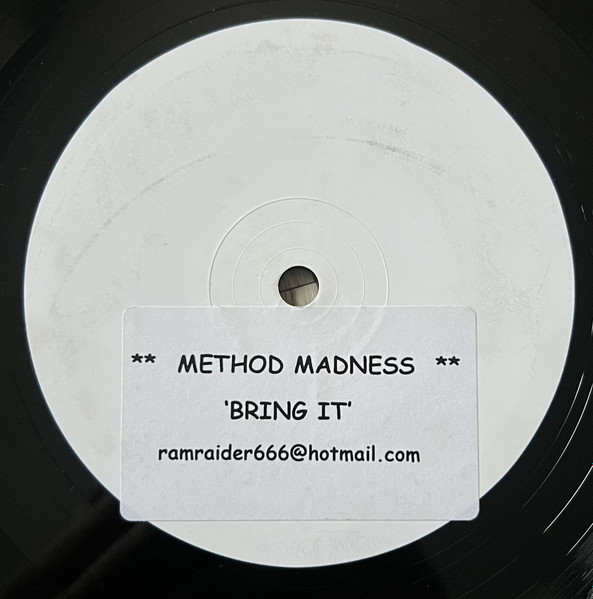 ** METHOD MADNESS **
'BRING IT'
ramraider666@hotmail.com